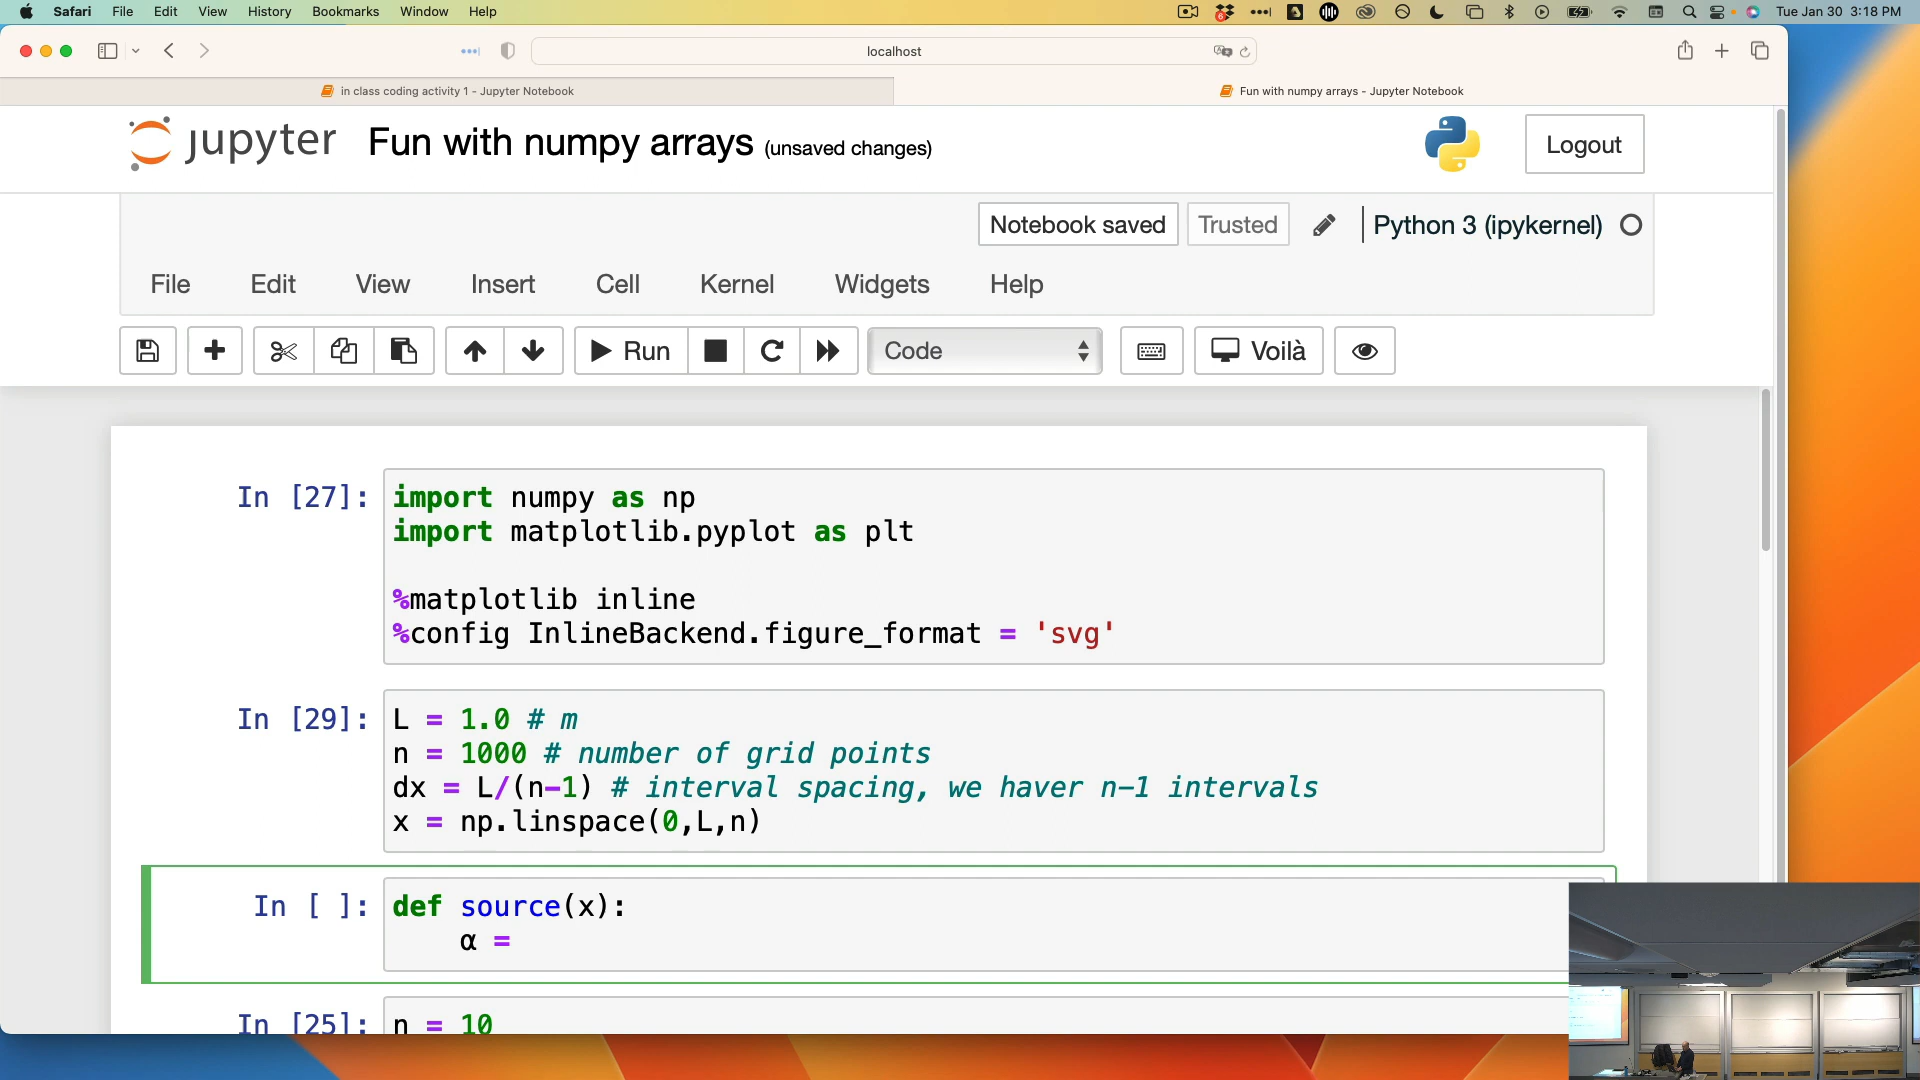 Safari File Edit View History Bookmarks Window Help
Tue Jan 30 3:18 PM
localhost
in class coding activity 1 - Jupyter Notebook
Fun with numpy arrays - Jupyter Notebook
jupyter Fun with numpy arrays (unsaved changes)
Logout
Notebook saved Trusted Python 3 (ipykernel)
File Edit View Insert Cell Kernel Widgets Help
Run Code Voilà
In [27]: import numpy as np
import matplotlib.pyplot as plt
%matplotlib inline
%config InlineBackend.figure_format = 'svg'
In [29]: L = 1.0 # m
n = 1000 # number of grid points
dx = L/(n-1) # interval spacing, we haver n-1 intervals
x = np.linspace(0,L,n)
In [ ]: def source(x):
α =
In [25]: n = 10